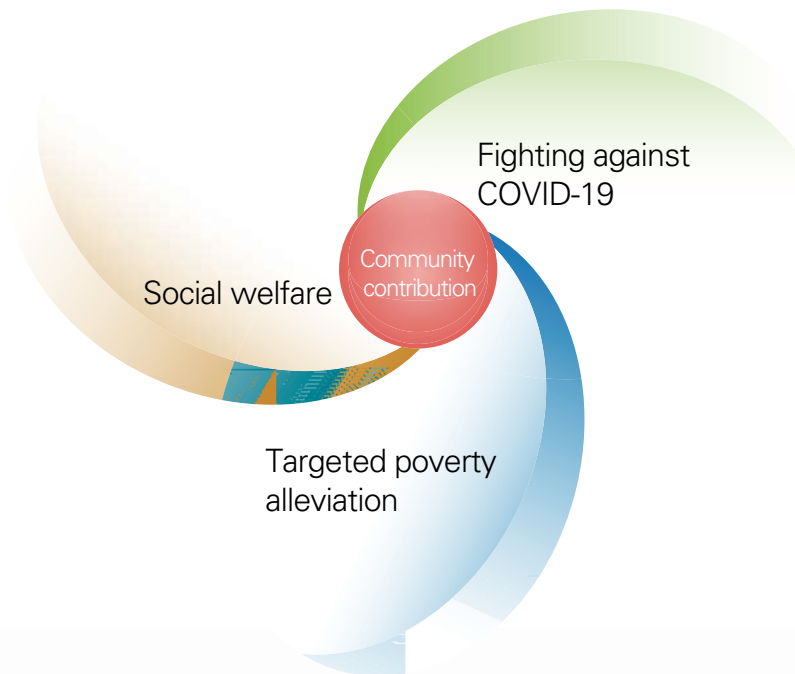 Fighting against
COVID-19
Community
contribution
Social welfare
Targeted poverty
alleviation